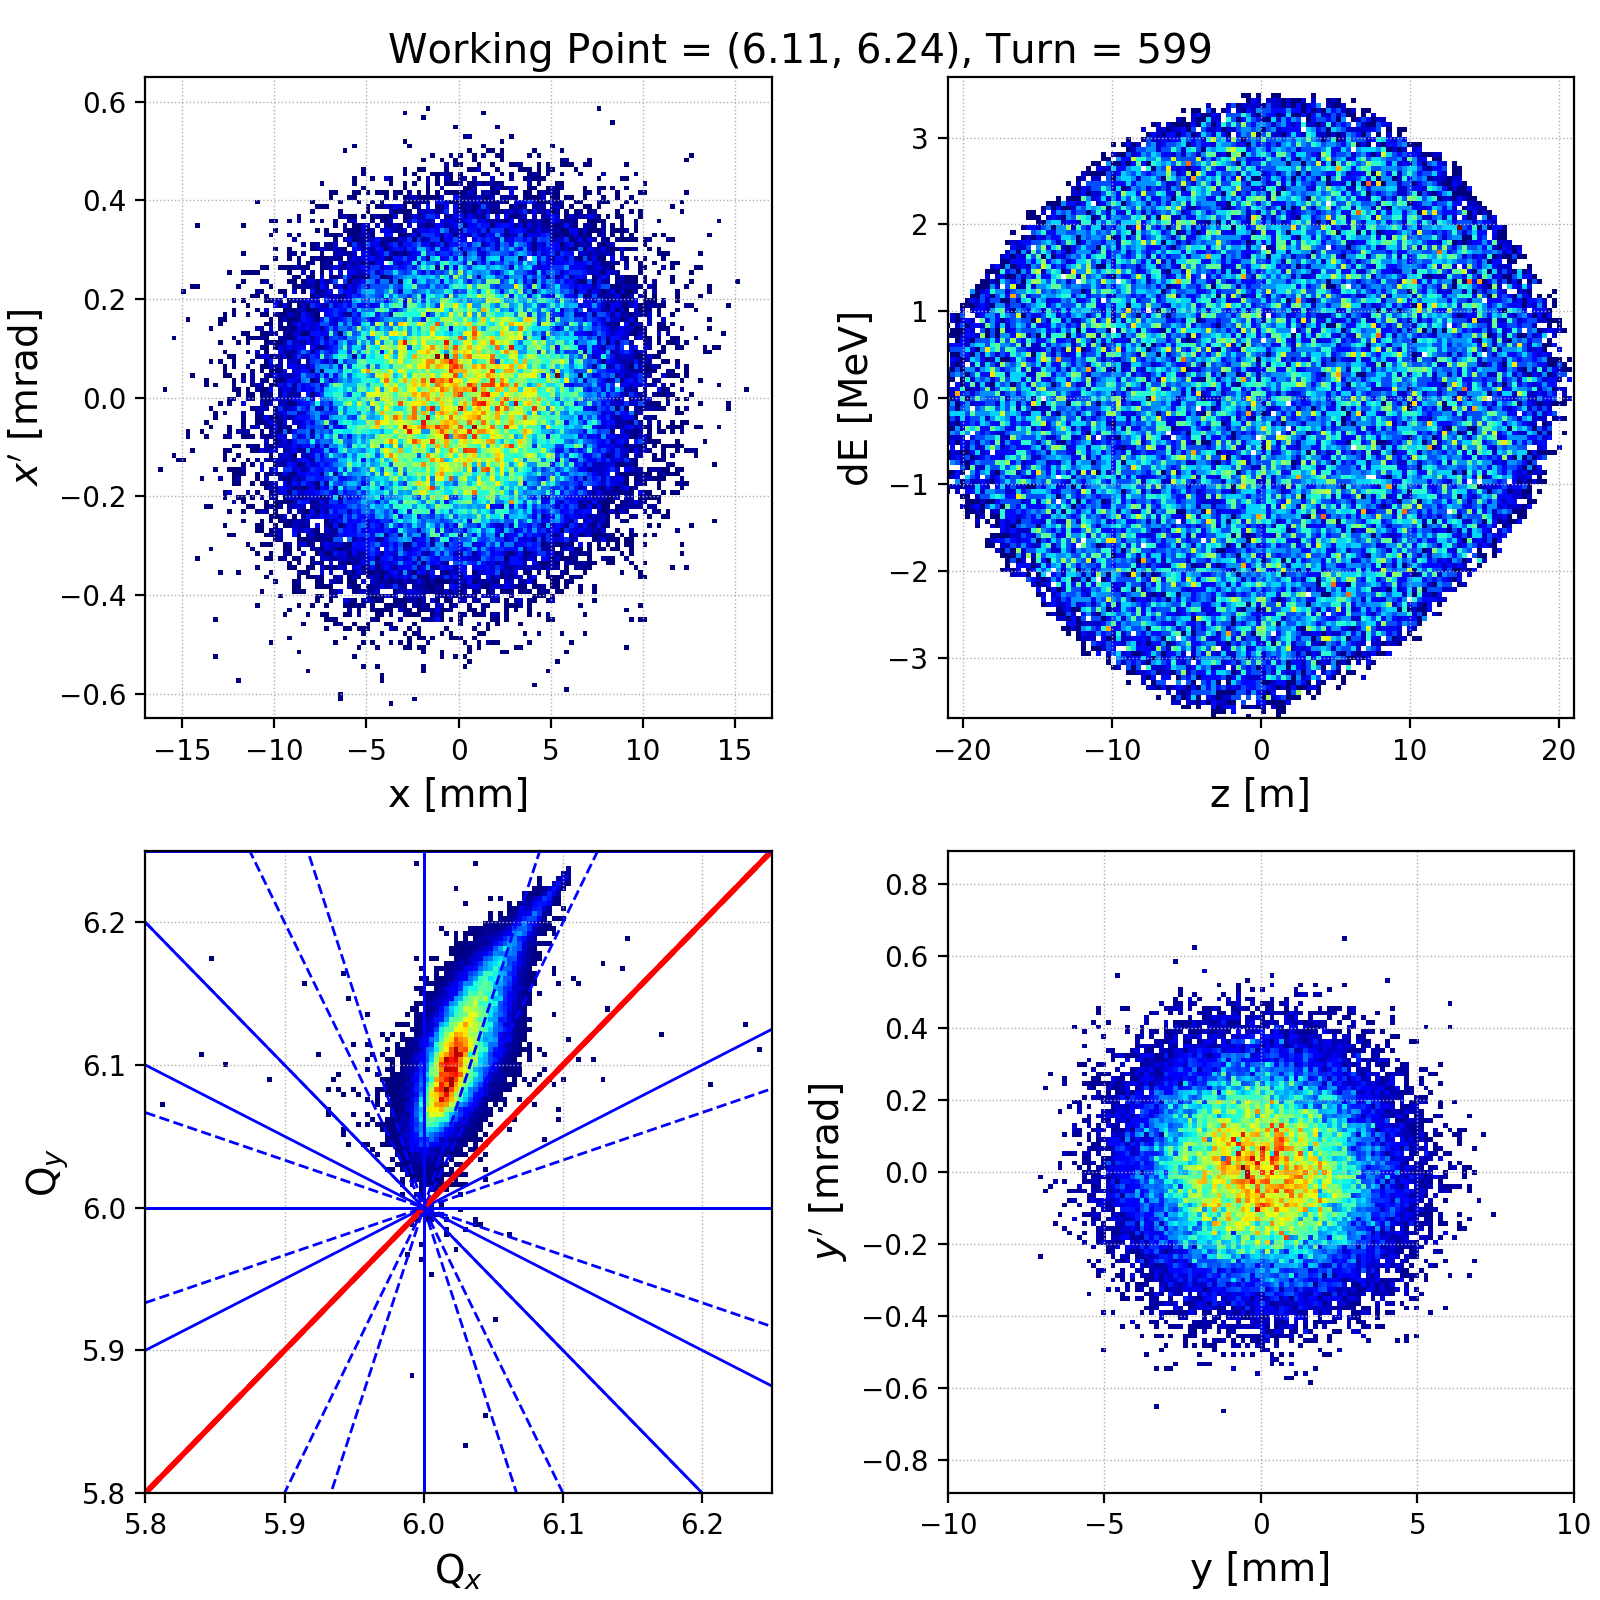 Working Point = (6.11, 6.24), Turn = 599
0.6
0.4
0.2
0.0
−0.2
−0.4
−0.6
x′ [mrad]
−15 −10 −5 0 5 10 15
x [mm]
3
2
1
0
−1
−2
−3
dE [MeV]
−20 −10 0 10 20
z [m]
6.2
6.1
6.0
5.9
5.8
Qy
5.8 5.9 6.0 6.1 6.2
Qx
0.8
0.6
0.4
0.2
0.0
−0.2
−0.4
−0.6
−0.8
y′ [mrad]
−10 −5 0 5 10
y [mm]